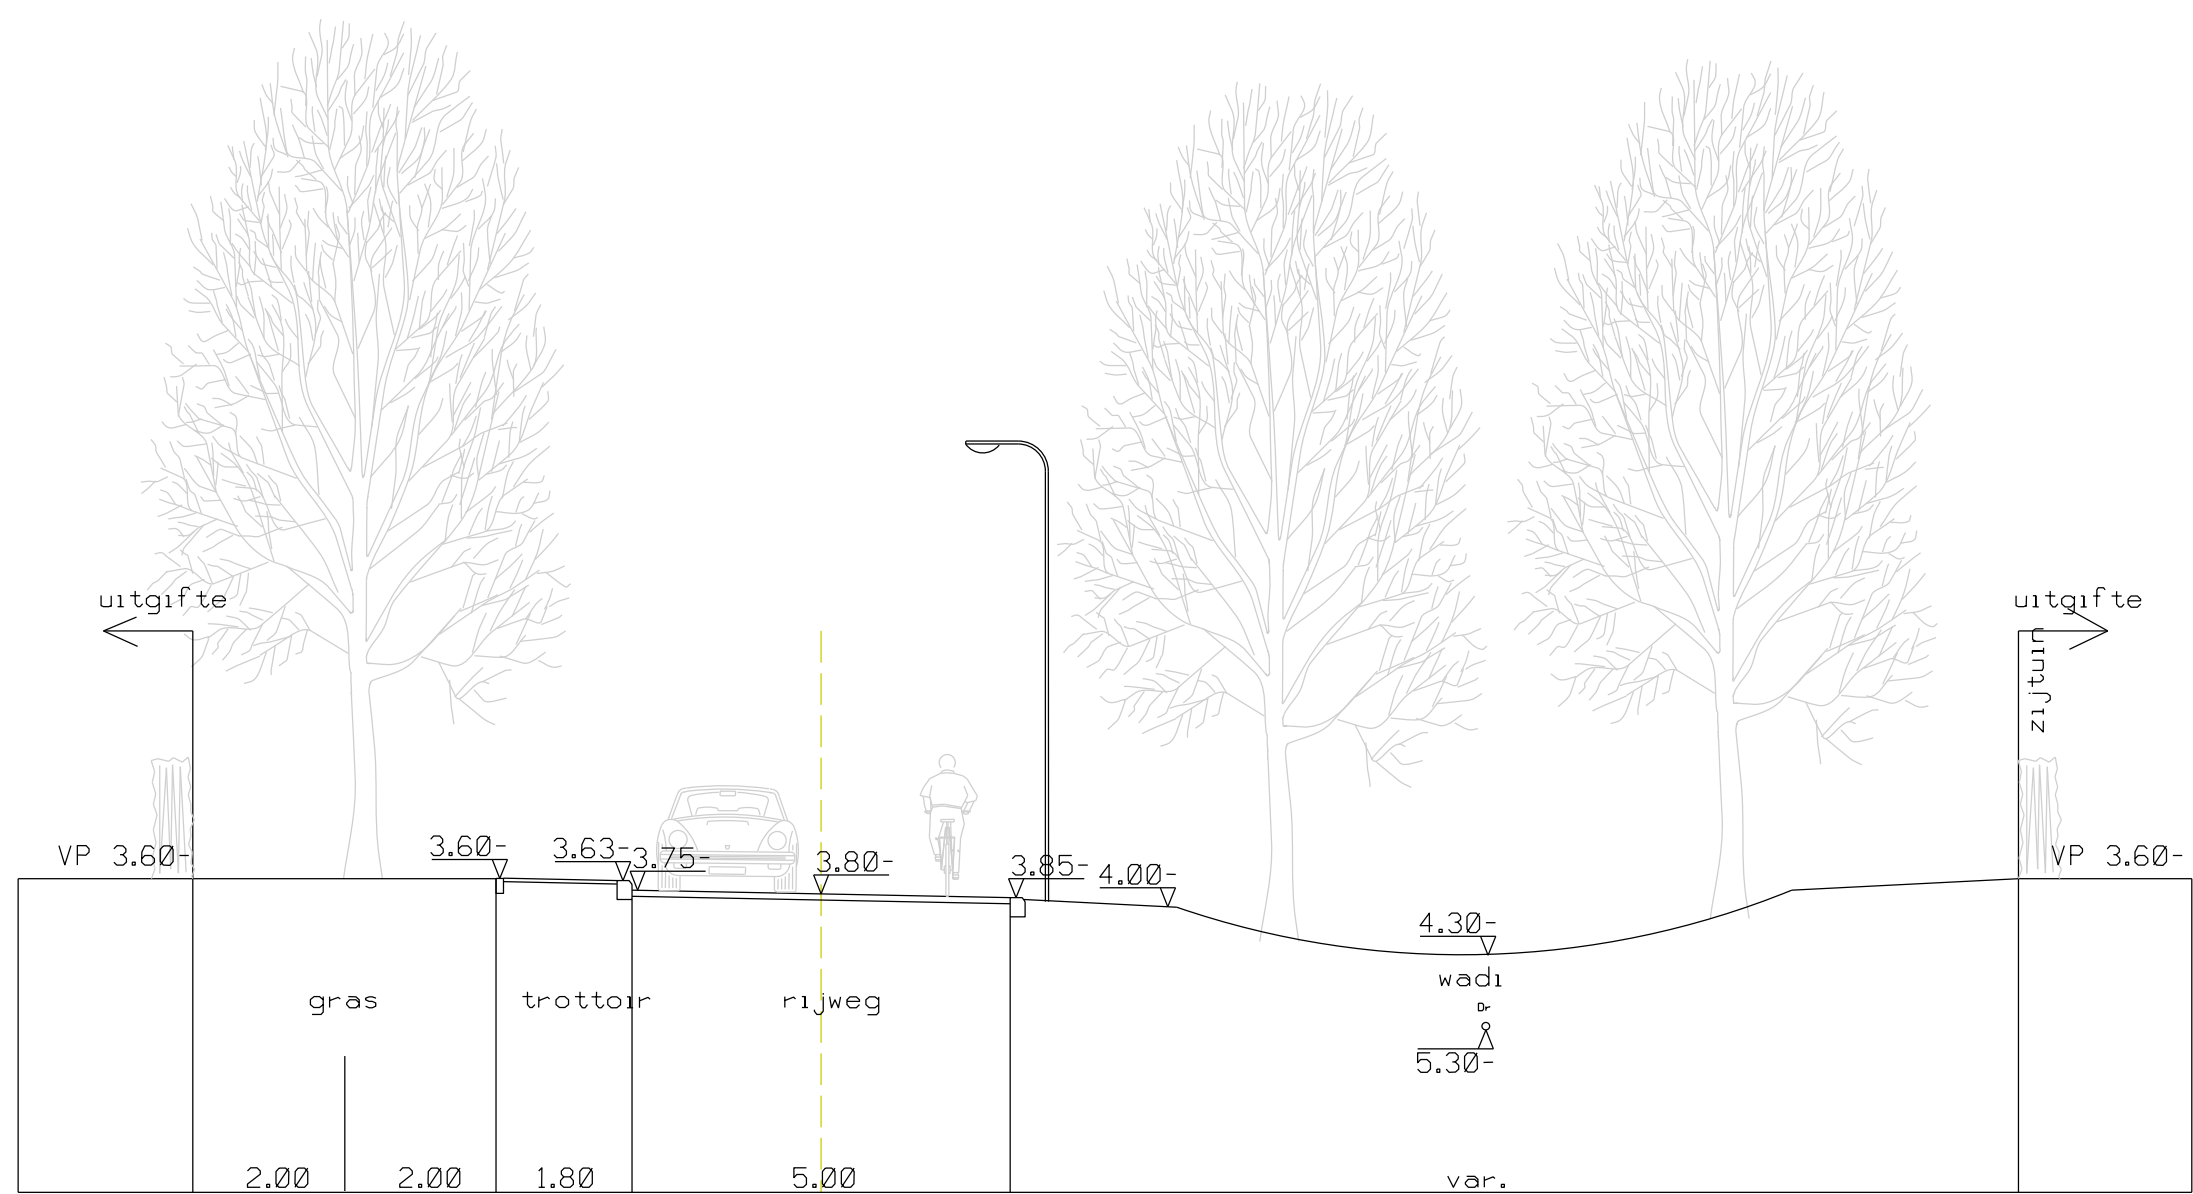 uitgifte
uitgifte
zijtuin
VP 3.60-
3.60-
3.63-
3.75-
3.80-
3.85-
4.00-
VP 3.60-
4.30-
wadi
gras
trottoir
rijweg
Dr
5.30-
2.00
2.00
1.80
5.00
var.